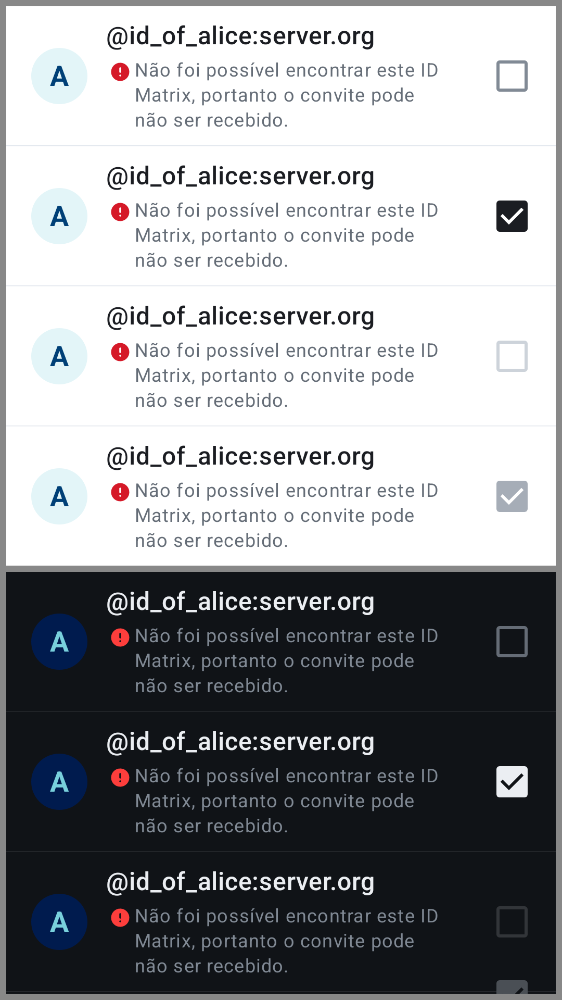 @id_of_alice:server.org
A
Não foi possível encontrar este ID
Matrix, portanto o convite pode
não ser recebido.
@id_of_alice:server.org
A
Não foi possível encontrar este ID
Matrix, portanto o convite pode
não ser recebido.
@id_of_alice:server.org
A
Não foi possível encontrar este ID
Matrix, portanto o convite pode
não ser recebido.
@id_of_alice:server.org
A
Não foi possível encontrar este ID
Matrix, portanto o convite pode
não ser recebido.
@id_of_alice:server.org
A
Não foi possível encontrar este ID
Matrix, portanto o convite pode
não ser recebido.
@id_of_alice:server.org
A
Não foi possível encontrar este ID
Matrix, portanto o convite pode
não ser recebido.
@id_of_alice:server.org
A
Não foi possível encontrar este ID
Matrix, portanto o convite pode
não ser recebido.